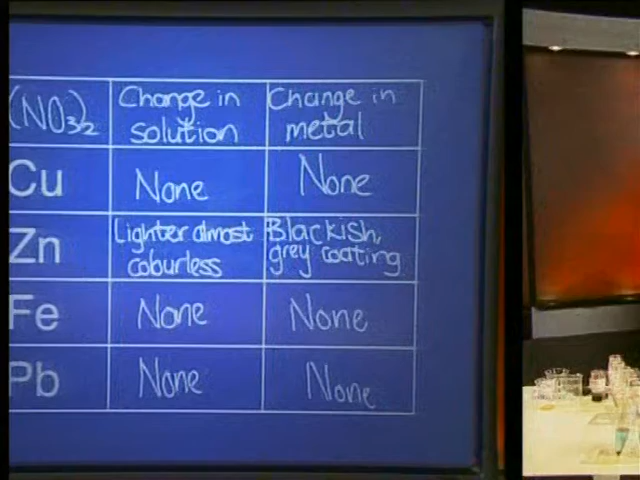 (NO3)2 Change in solution Change in metal
Cu None None
Zn Lighter almost colourless Blackish, grey coating
Fe None None
Pb None None